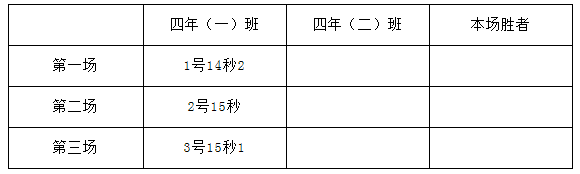 四年（一）班 四年（二）班 本场胜者
第一场 1号14秒2
第二场 2号15秒
第三场 3号15秒1